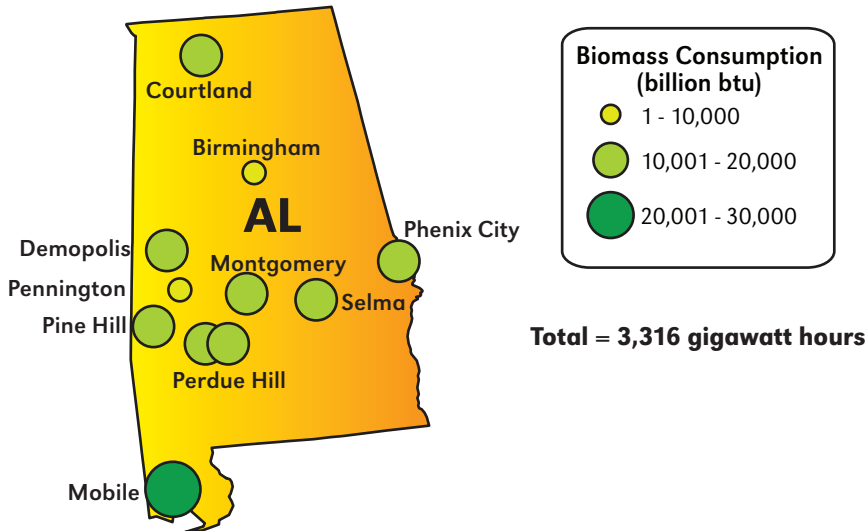 Courtland
Birmingham
AL
Demopolis
Phenix City
Montgomery
Pennington
Selma
Pine Hill
Perdue Hill
Mobile
Biomass Consumption
(billion btu)
1 - 10,000
10,001 - 20,000
20,001 - 30,000
Total = 3,316 gigawatt hours